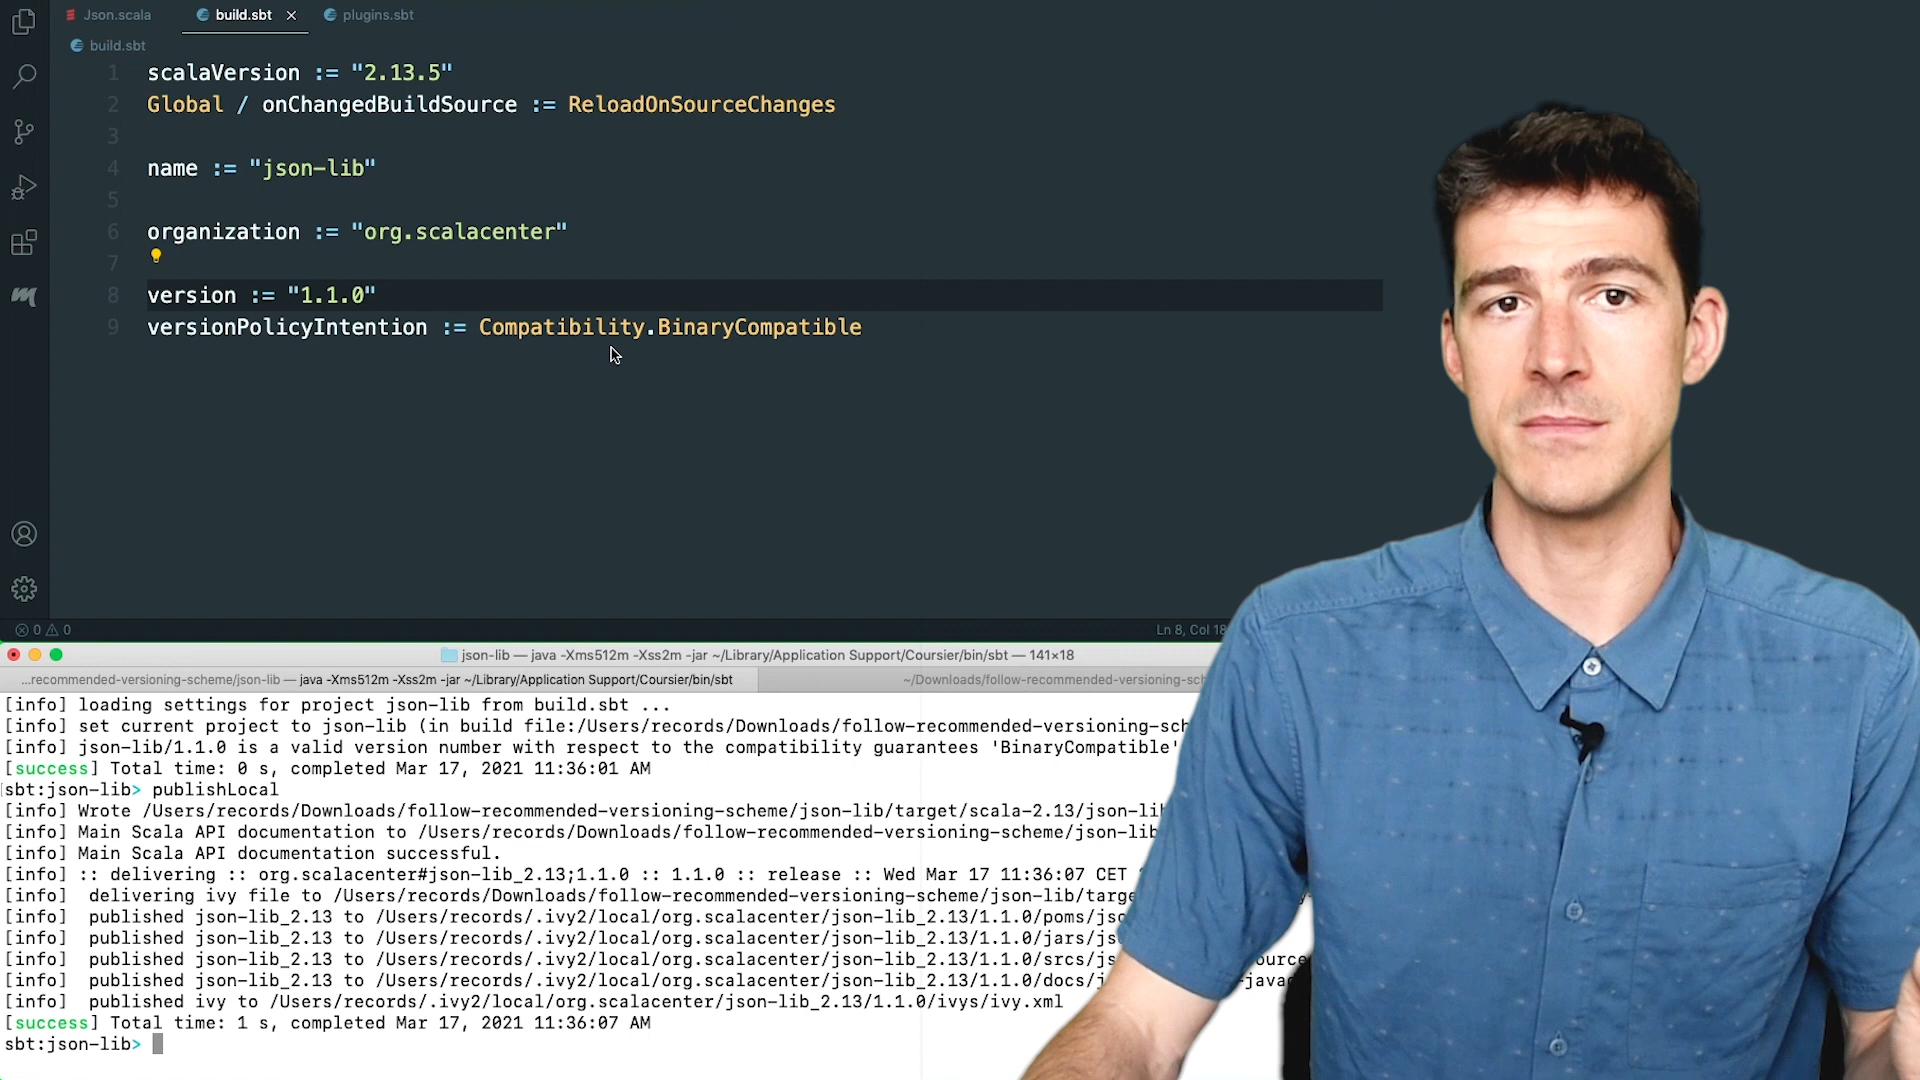 Json.scala
build.sbt
plugins.sbt
build.sbt
1 scalaVersion := "2.13.5"
2 Global / onChangedBuildSource := ReloadOnSourceChanges
3
4 name := "json-lib"
5
6 organization := "org.scalacenter"
7
8 version := "1.1.0"
9 versionPolicyIntention := Compatibility.BinaryCompatible
0 0
Ln 8, Col 18
json-lib — java -Xms512m -Xss2m -jar ~/Library/Application Support/Coursier/bin/sbt — 141×18
...recommended-versioning-scheme/json-lib — java -Xms512m -Xss2m -jar ~/Library/Application Support/Coursier/bin/sbt
~/Downloads/follow-recommended-versioning-sch
[info] loading settings for project json-lib from build.sbt ...
[info] set current project to json-lib (in build file:/Users/records/Downloads/follow-recommended-versioning-sch
[info] json-lib/1.1.0 is a valid version number with respect to the compatibility guarantees 'BinaryCompatible'
[success] Total time: 0 s, completed Mar 17, 2021 11:36:01 AM
sbt:json-lib> publishLocal
[info] Wrote /Users/records/Downloads/follow-recommended-versioning-scheme/json-lib/target/scala-2.13/json-lib
[info] Main Scala API documentation to /Users/records/Downloads/follow-recommended-versioning-scheme/json-lib
[info] Main Scala API documentation successful.
[info] :: delivering :: org.scalacenter#json-lib_2.13;1.1.0 :: 1.1.0 :: release :: Wed Mar 17 11:36:07 CET
[info] delivering ivy file to /Users/records/Downloads/follow-recommended-versioning-scheme/json-lib/targe
[info] published json-lib_2.13 to /Users/records/.ivy2/local/org.scalacenter/json-lib_2.13/1.1.0/poms/jso
[info] published json-lib_2.13 to /Users/records/.ivy2/local/org.scalacenter/json-lib_2.13/1.1.0/jars/js
[info] published json-lib_2.13 to /Users/records/.ivy2/local/org.scalacenter/json-lib_2.13/1.1.0/srcs/js ource
[info] published json-lib_2.13 to /Users/records/.ivy2/local/org.scalacenter/json-lib_2.13/1.1.0/docs/j -java
[info] published ivy to /Users/records/.ivy2/local/org.scalacenter/json-lib_2.13/1.1.0/ivys/ivy.xml
[success] Total time: 1 s, completed Mar 17, 2021 11:36:07 AM
sbt:json-lib>